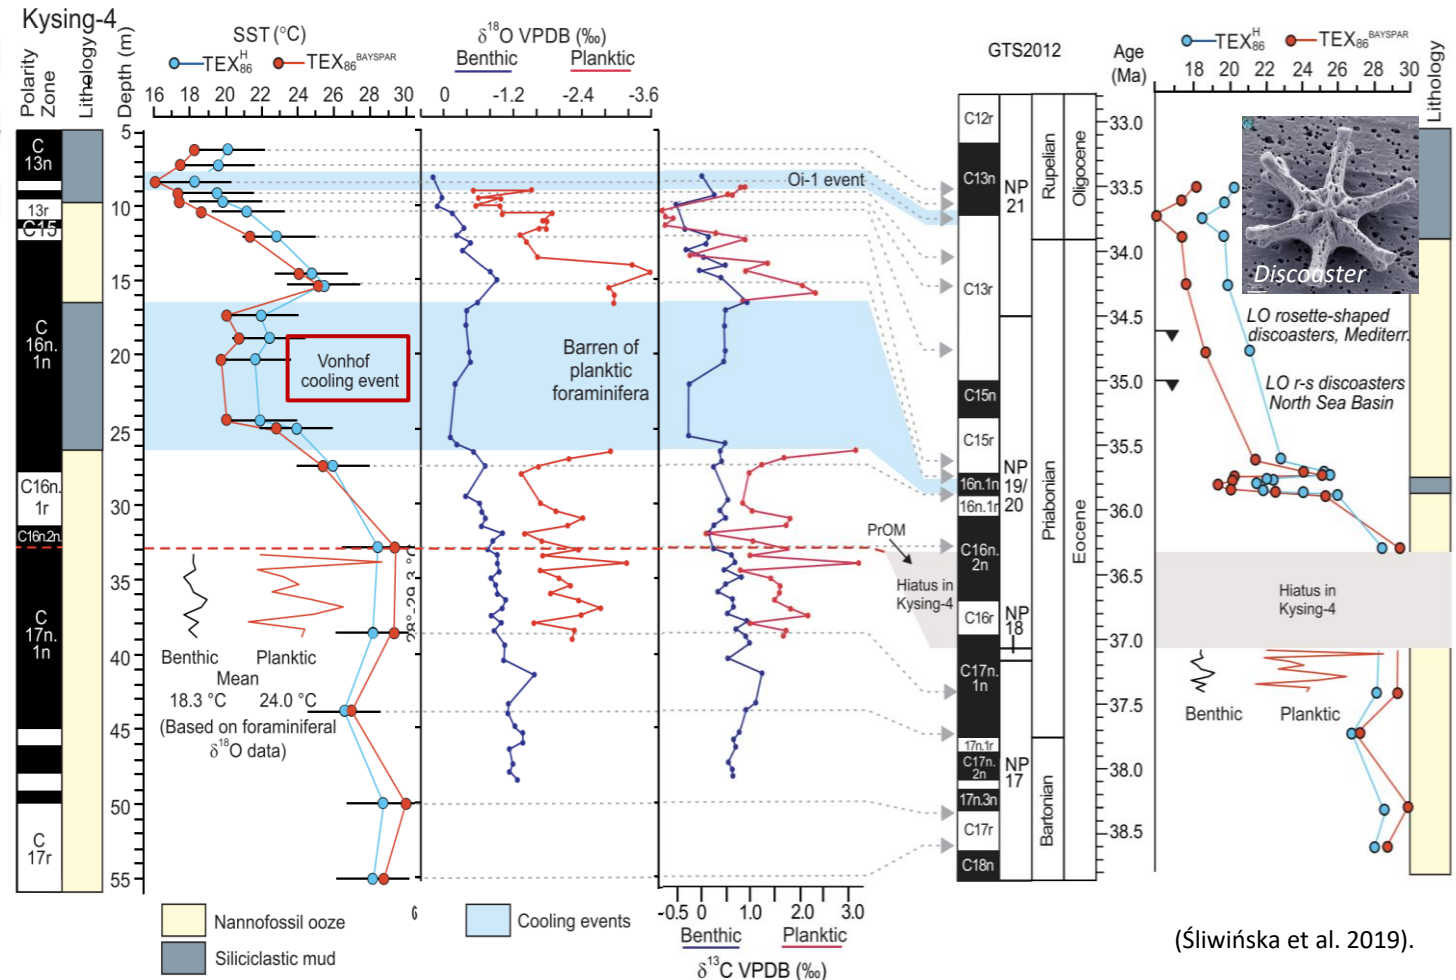 Kysing-4
SST (°C)
TEX86H
TEX86BAYSPAR
16 18 20 22 24 26 28 30
δ18O VPDB (‰)
Benthic
Planktic
0 -1.2 -2.4 -3.6
GTS2012
Age
(Ma)
TEX86H
TEX86BAYSPAR
18 20 22 24 26 28 30
Lithology
Polarity
Zone
Lithology
Depth (m)
5
10
15
20
25
30
35
40
45
50
55
C
13n
13r
C15
C
16n.
1n
C16n.
1r
C16n.2n
C
17n.
1n
C
17r
Oi-1 event
Vonhof
cooling event
Barren of
planktic
foraminifera
Benthic
Planktic
Mean
18.3 °C
24.0 °C
(Based on foraminiferal
δ18O data)
28°-29.3 °C
PrOM
Hiatus in
Kysing-4
C12r
C13n
C13r
C15n
C15r
16n.1n
16n.1r
C16n.
2n
C16r
C17n.
1n
17n.1r
C17n.
2n
17n.3n
C17r
C18n
NP
21
NP
19/
20
NP
18
NP
17
Rupelian
Priabonian
Bartonian
Oligocene
Eocene
33.0
33.5
34.0
34.5
35.0
35.5
36.0
36.5
37.0
37.5
38.0
38.5
Discoaster
LO rosette-shaped
discoasters, Mediterr.
LO r-s discoasters
North Sea Basin
Hiatus in
Kysing-4
Benthic
Planktic
Nannofossil ooze
Siliciclastic mud
Cooling events
-0.5 0 1.0 2.0 3.0
Benthic
Planktic
δ13C VPDB (‰)
(Śliwińska et al. 2019).